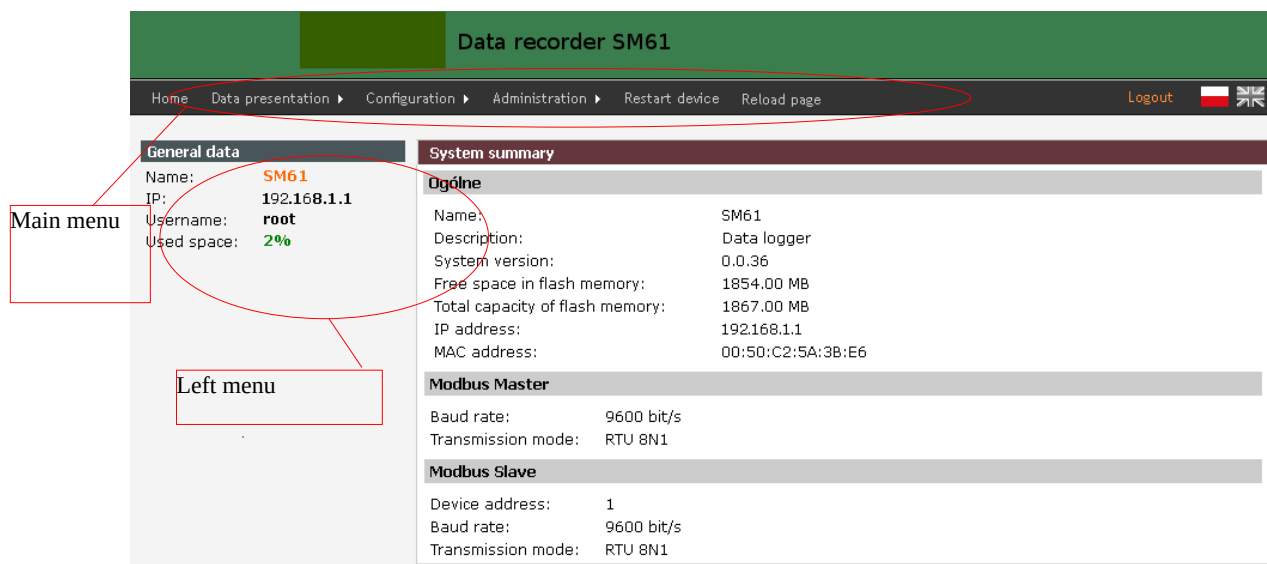 Data recorder SM61
Home Data presentation Configuration Administration Restart device Reload page Logout
General data
Name: SM61
IP: 192.168.1.1
Username: root
Used space: 2%
Main menu
Left menu
System summary
Ogólne
Name: SM61
Description: Data logger
System version: 0.0.36
Free space in flash memory: 1854.00 MB
Total capacity of flash memory: 1867.00 MB
IP address: 192.168.1.1
MAC address: 00:50:C2:5A:3B:E6
Modbus Master
Baud rate: 9600 bit/s
Transmission mode: RTU 8N1
Modbus Slave
Device address: 1
Baud rate: 9600 bit/s
Transmission mode: RTU 8N1